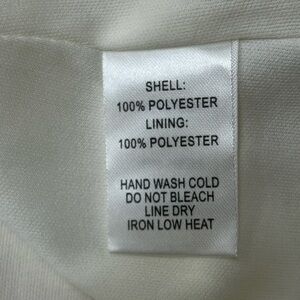 SHELL:
100% POLYESTER
LINING:
100% POLYESTER
HAND WASH COLD
DO NOT BLEACH
LINE DRY
IRON LOW HEAT